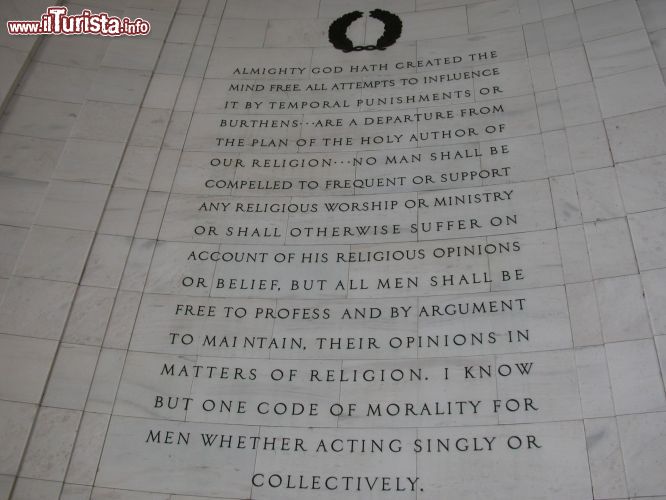 www.ilTurista.info
ALMIGHTY GOD HATH CREATED THE
MIND FREE. ALL ATTEMPTS TO INFLUENCE
IT BY TEMPORAL PUNISHMENTS OR
BURTHENS···ARE A DEPARTURE FROM
THE PLAN OF THE HOLY AUTHOR OF
OUR RELIGION···NO MAN SHALL BE
COMPELLED TO FREQUENT OR SUPPORT
ANY RELIGIOUS WORSHIP OR MINISTRY
OR SHALL OTHERWISE SUFFER ON
ACCOUNT OF HIS RELIGIOUS OPINIONS
OR BELIEF, BUT ALL MEN SHALL BE
FREE TO PROFESS AND BY ARGUMENT
TO MAINTAIN, THEIR OPINIONS IN
MATTERS OF RELIGION. I KNOW
BUT ONE CODE OF MORALITY FOR
MEN WHETHER ACTING SINGLY OR
COLLECTIVELY.